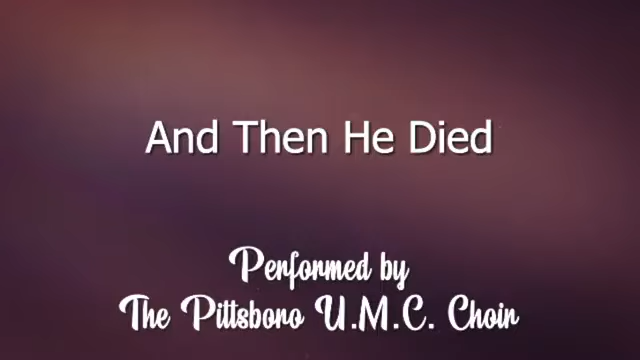 And Then He Died
Performed by
The Pittsboro U.M.C. Choir